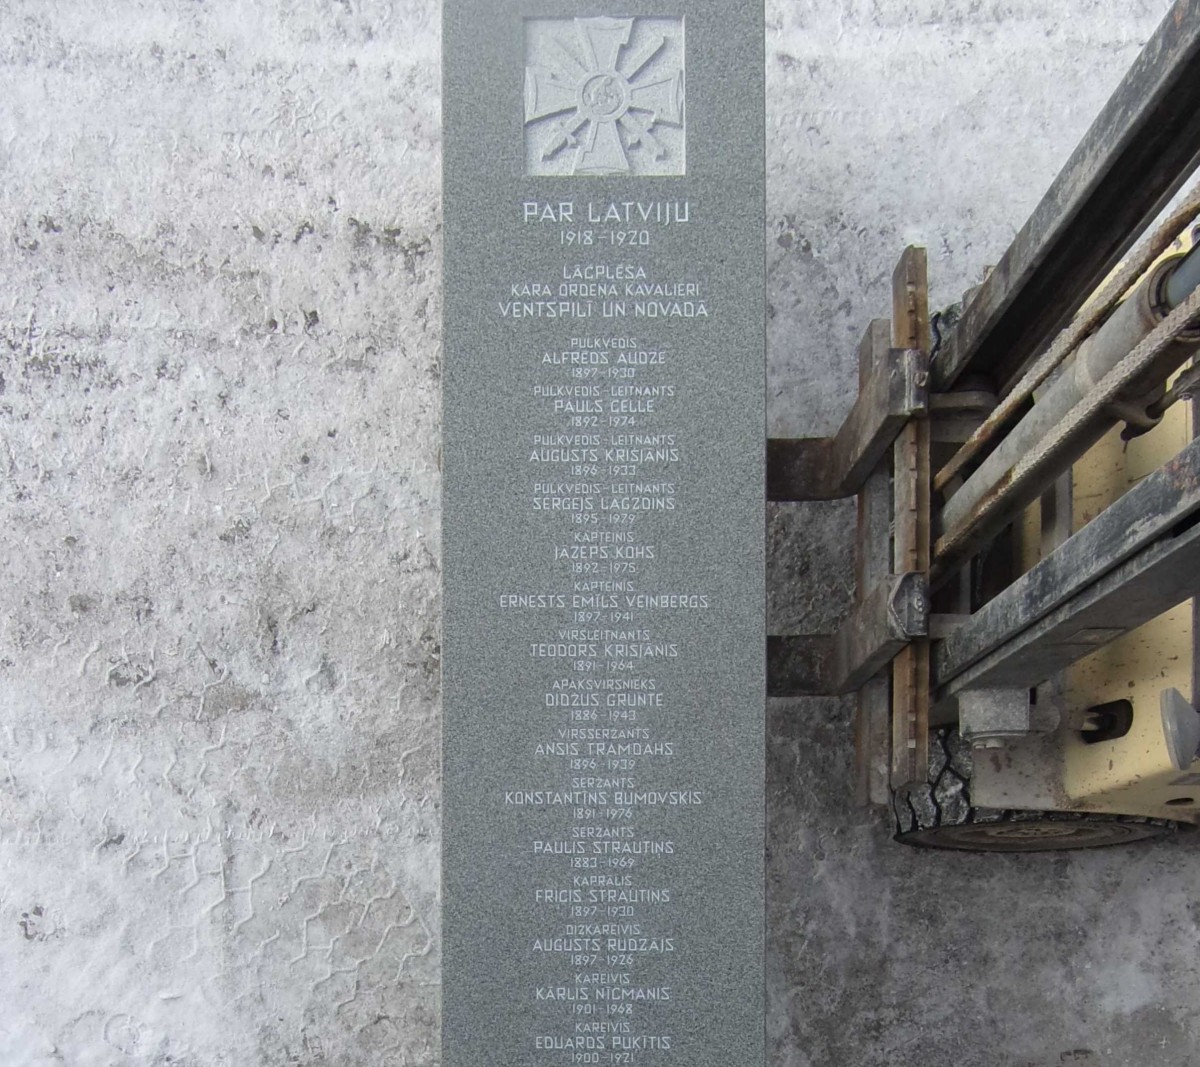 PAR LATVIJU
1918-1920
LĀČPLĒŠA
KARA ORDEŅA KAVALIERI
VENTSPILĪ UN NOVADĀ
PULKVEDIS
ALFRĒDS AUDZE
1897-1930
PULKVEDIS-LEITNANTS
PAULS CELLE
1892-1974
PULKVEDIS-LEITNANTS
AUGUSTS KRISJĀNIS
1896-1933
PULKVEDIS-LEITNANTS
SERGEJS LAGZDIŅŠ
1895-1979
KAPTEINIS
JĀZEPS KOHS
1892-1975
KAPTEINIS
ERNESTS EMĪLS VEINBERGS
1897-1941
VIRSLEITNANTS
TEODORS KRISJĀNIS
1891-1964
APAKŠVIRSNIEKS
DIDZUS GRUNTE
1886-1943
VIRSSERŽANTS
ANSIS TRAMDAHS
1896-1939
SERŽANTS
KONSTANTĪNS BUMOVSKIS
1891-1976
SERŽANTS
PAULIS STRAUTIŅŠ
1883-1969
KAPRĀLIS
FRICIS STRAUTIŅŠ
1897-1930
DIŽKAREIVIS
AUGUSTS RUDZĀJS
1897-1926
KAREIVIS
KĀRLIS NĪCMANIS
1901-1968
KAREIVIS
EDUARDS PUĶĪTIS
1900-1921